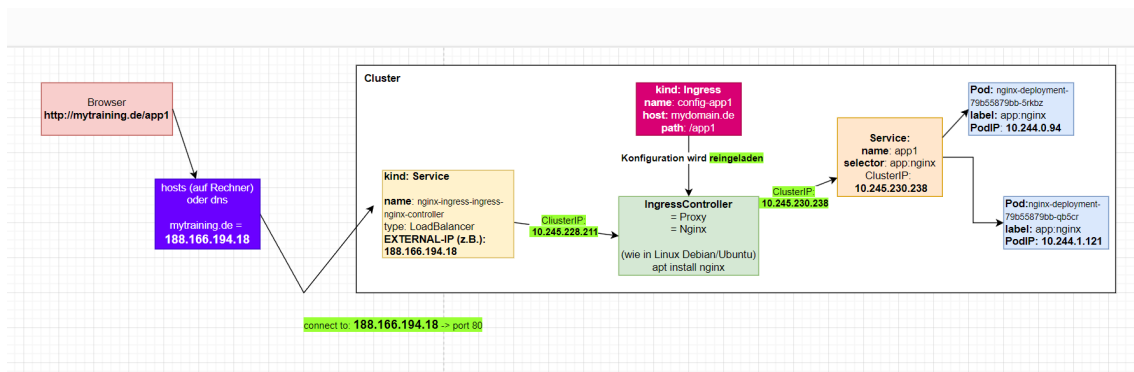 Cluster
Browser
http://mytraining.de/app1
hosts (auf Rechner)
oder dns
mytraining.de =
188.166.194.18
connect to: 188.166.194.18 -> port 80
kind: Service
name: nginx-ingress-ingress-
nginx-controller
type: LoadBalancer
EXTERNAL-IP (z.B.):
188.166.194.18
CliusterIP:
10.245.228.211
kind: Ingress
name: config-app1
host: mydomain.de
path: /app1
Konfiguration wird reingeladen
IngressController
= Proxy
= Nginx
(wie in Linux Debian/Ubuntu)
apt install nginx
ClusterIP:
10.245.230.238
Service:
name: app1
selector: app:nginx
ClusterIP:
10.245.230.238
Pod: nginx-deployment-
79b55879bb-5rkbz
label: app:nginx
PodIP: 10.244.0.94
Pod:nginx-deployment-
79b55879bb-qb5cr
label: app:nginx
PodIP: 10.244.1.121